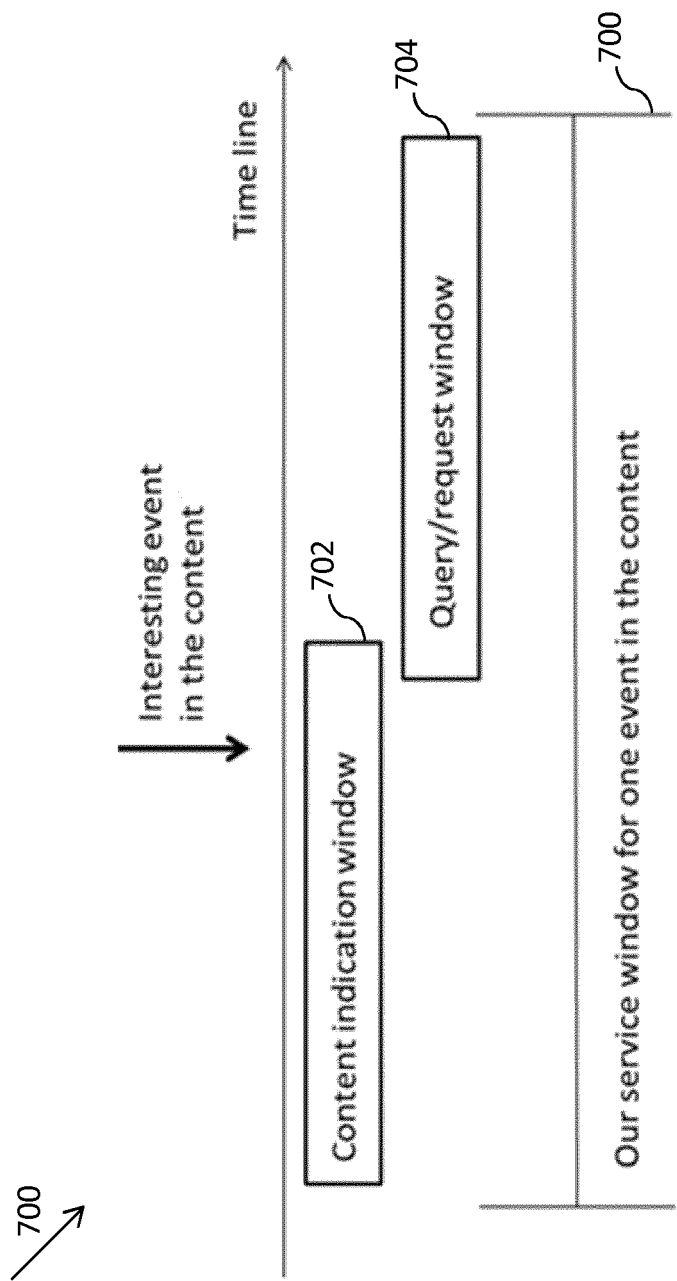 700
Interesting event
in the content
Time line
702
Content indication window
704
Query/request window
700
Our service window for one event in the content